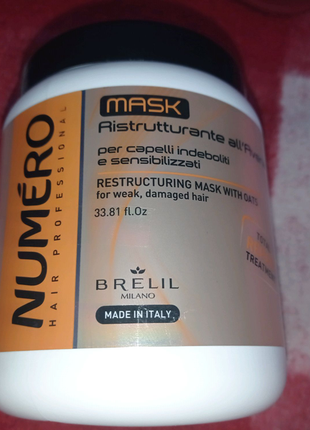 NUMÉRO
HAIR PROFESSIONAL
MASK
Ristrutturante all'
per capelli indeboliti
e sensibilizzati
RESTRUCTURING MASK WITH OATS
for weak, damaged hair
33.81 fl.Oz
BRELIL
MILANO
MADE IN ITALY